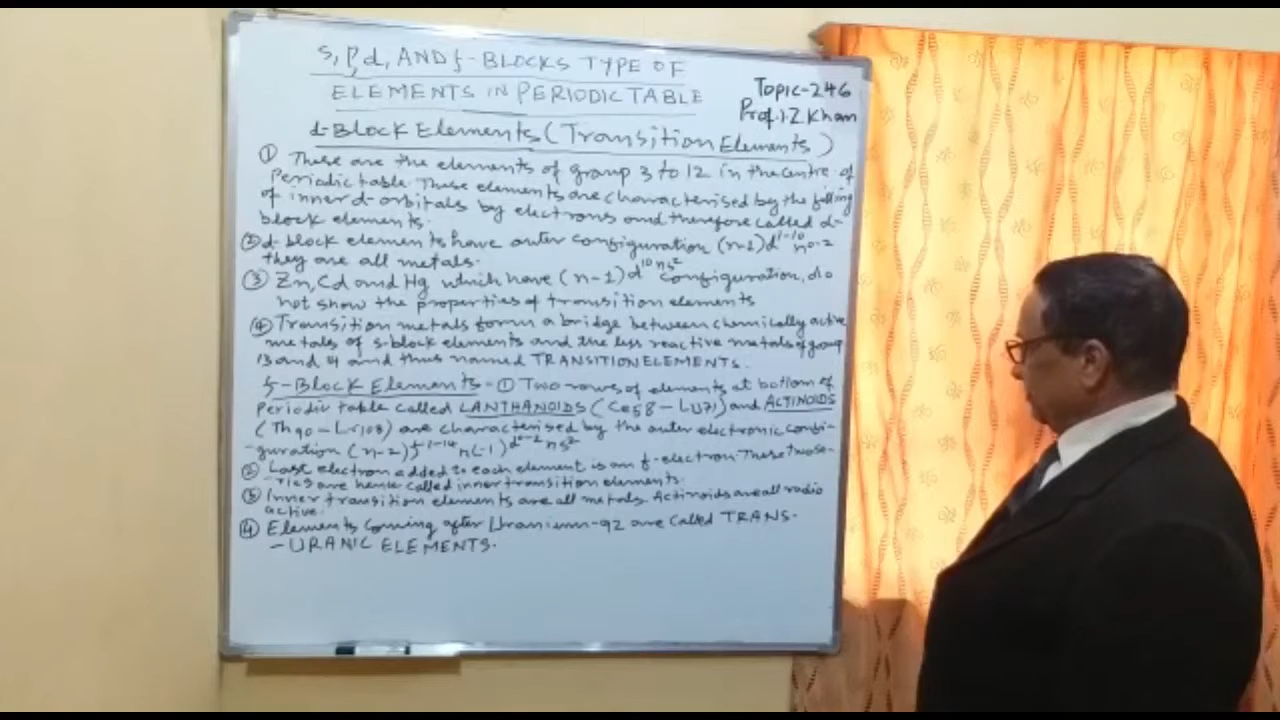 s, p, d, AND f-BLOCKS TYPE OF
ELEMENTS IN PERIODIC TABLE
Topic-246
Prof. I.Z Khan
d-Block Elements (Transition Elements)
① These are the elements of group 3 to 12 in the centre of
Periodic table. These elements are characterised by the filling
of inner d-orbitals by electrons and therefore called d-
block elements.
② d-block elements have outer configuration (n-1)d¹⁻¹⁰ n⁰⁻²
they are all metals.
③ Zn, Cd and Hg which have (n-1)d¹⁰ns² configuration, do
not show the properties of transition elements
④ Transition metals form a bridge between chemically active
metals of s-block elements and the less reactive metals of group
13 and 14 and thus named TRANSITION ELEMENTS.
f-Block Elements - ① Two rows of elements at bottom of
Periodic table called LANTHANOIDS (Ce58 - Lu71) and ACTINOIDS
(Th90 - Lr103) are characterised by the outer electronic confi-
-guration (n-2)f¹⁻¹⁴ n(-1)d⁰⁻² ns²
② Last electron added to each element is an f-electron. These two se-
-ries are hence called inner transition elements.
③ Inner transition elements are all metals. Actinoids are all radio
active.
④ Elements coming after Uranium-92 are called TRANS-
-URANIC ELEMENTS.